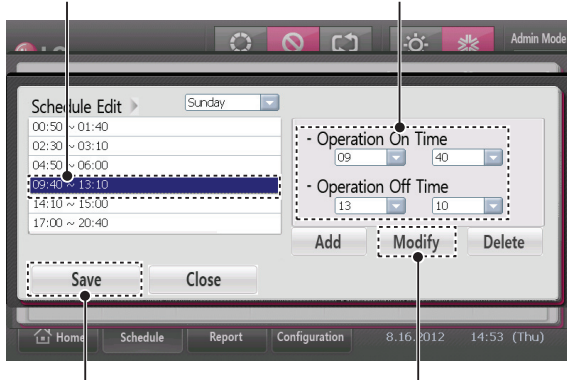 Admin Mode
Schedule Edit
Sunday
00:50 ~ 01:40
02:30 ~ 03:10
04:50 ~ 06:00
09:40 ~ 13:10
14:10 ~ 15:00
17:00 ~ 20:40
- Operation On Time
09 40
- Operation Off Time
13 10
Add Modify Delete
Save Close
Home Schedule Report Configuration 8.16.2012 14:53 (Thu)